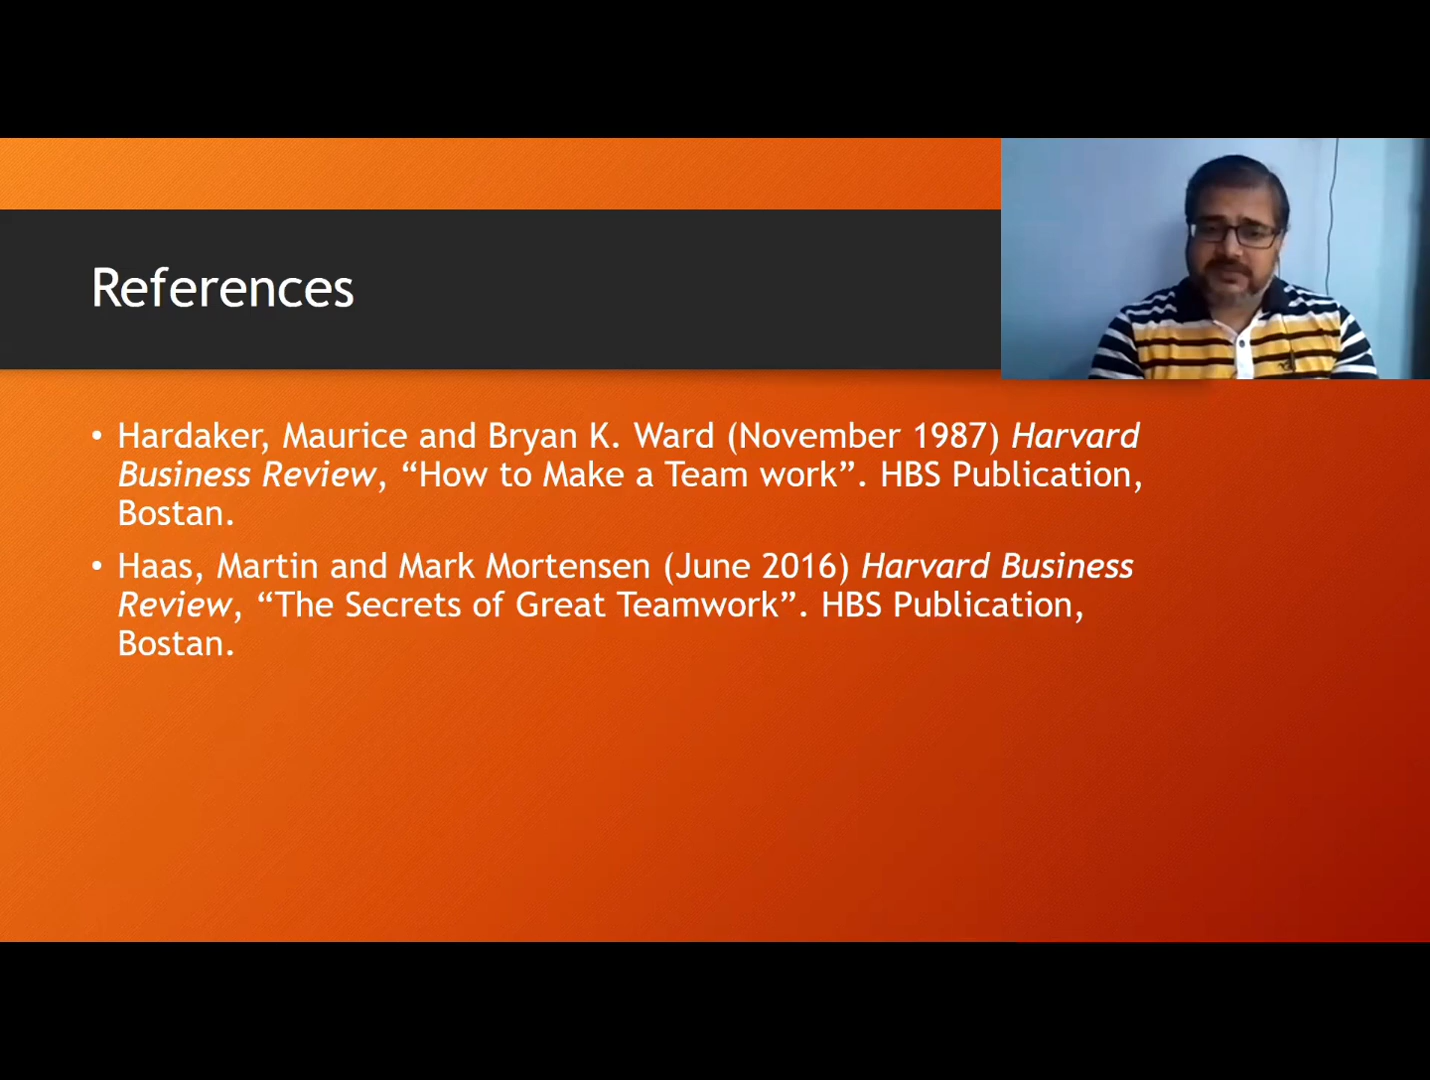 References
• Hardaker, Maurice and Bryan K. Ward (November 1987) Harvard
Business Review, “How to Make a Team work”. HBS Publication,
Bostan.
• Haas, Martin and Mark Mortensen (June 2016) Harvard Business
Review, “The Secrets of Great Teamwork”. HBS Publication,
Bostan.